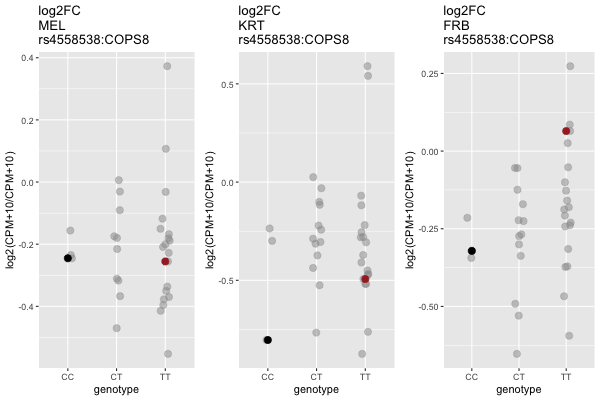 log2FC
MEL
rs4558538:COPS8
log2(CPM+10/CPM+10)
0.4
0.2
0.0
-0.2
-0.4
CC
CT
TT
genotype
log2FC
KRT
rs4558538:COPS8
log2(CPM+10/CPM+10)
0.5
0.0
-0.5
CC
CT
TT
genotype
log2FC
FRB
rs4558538:COPS8
log2(CPM+10/CPM+10)
0.25
0.00
-0.25
-0.50
CC
CT
TT
genotype